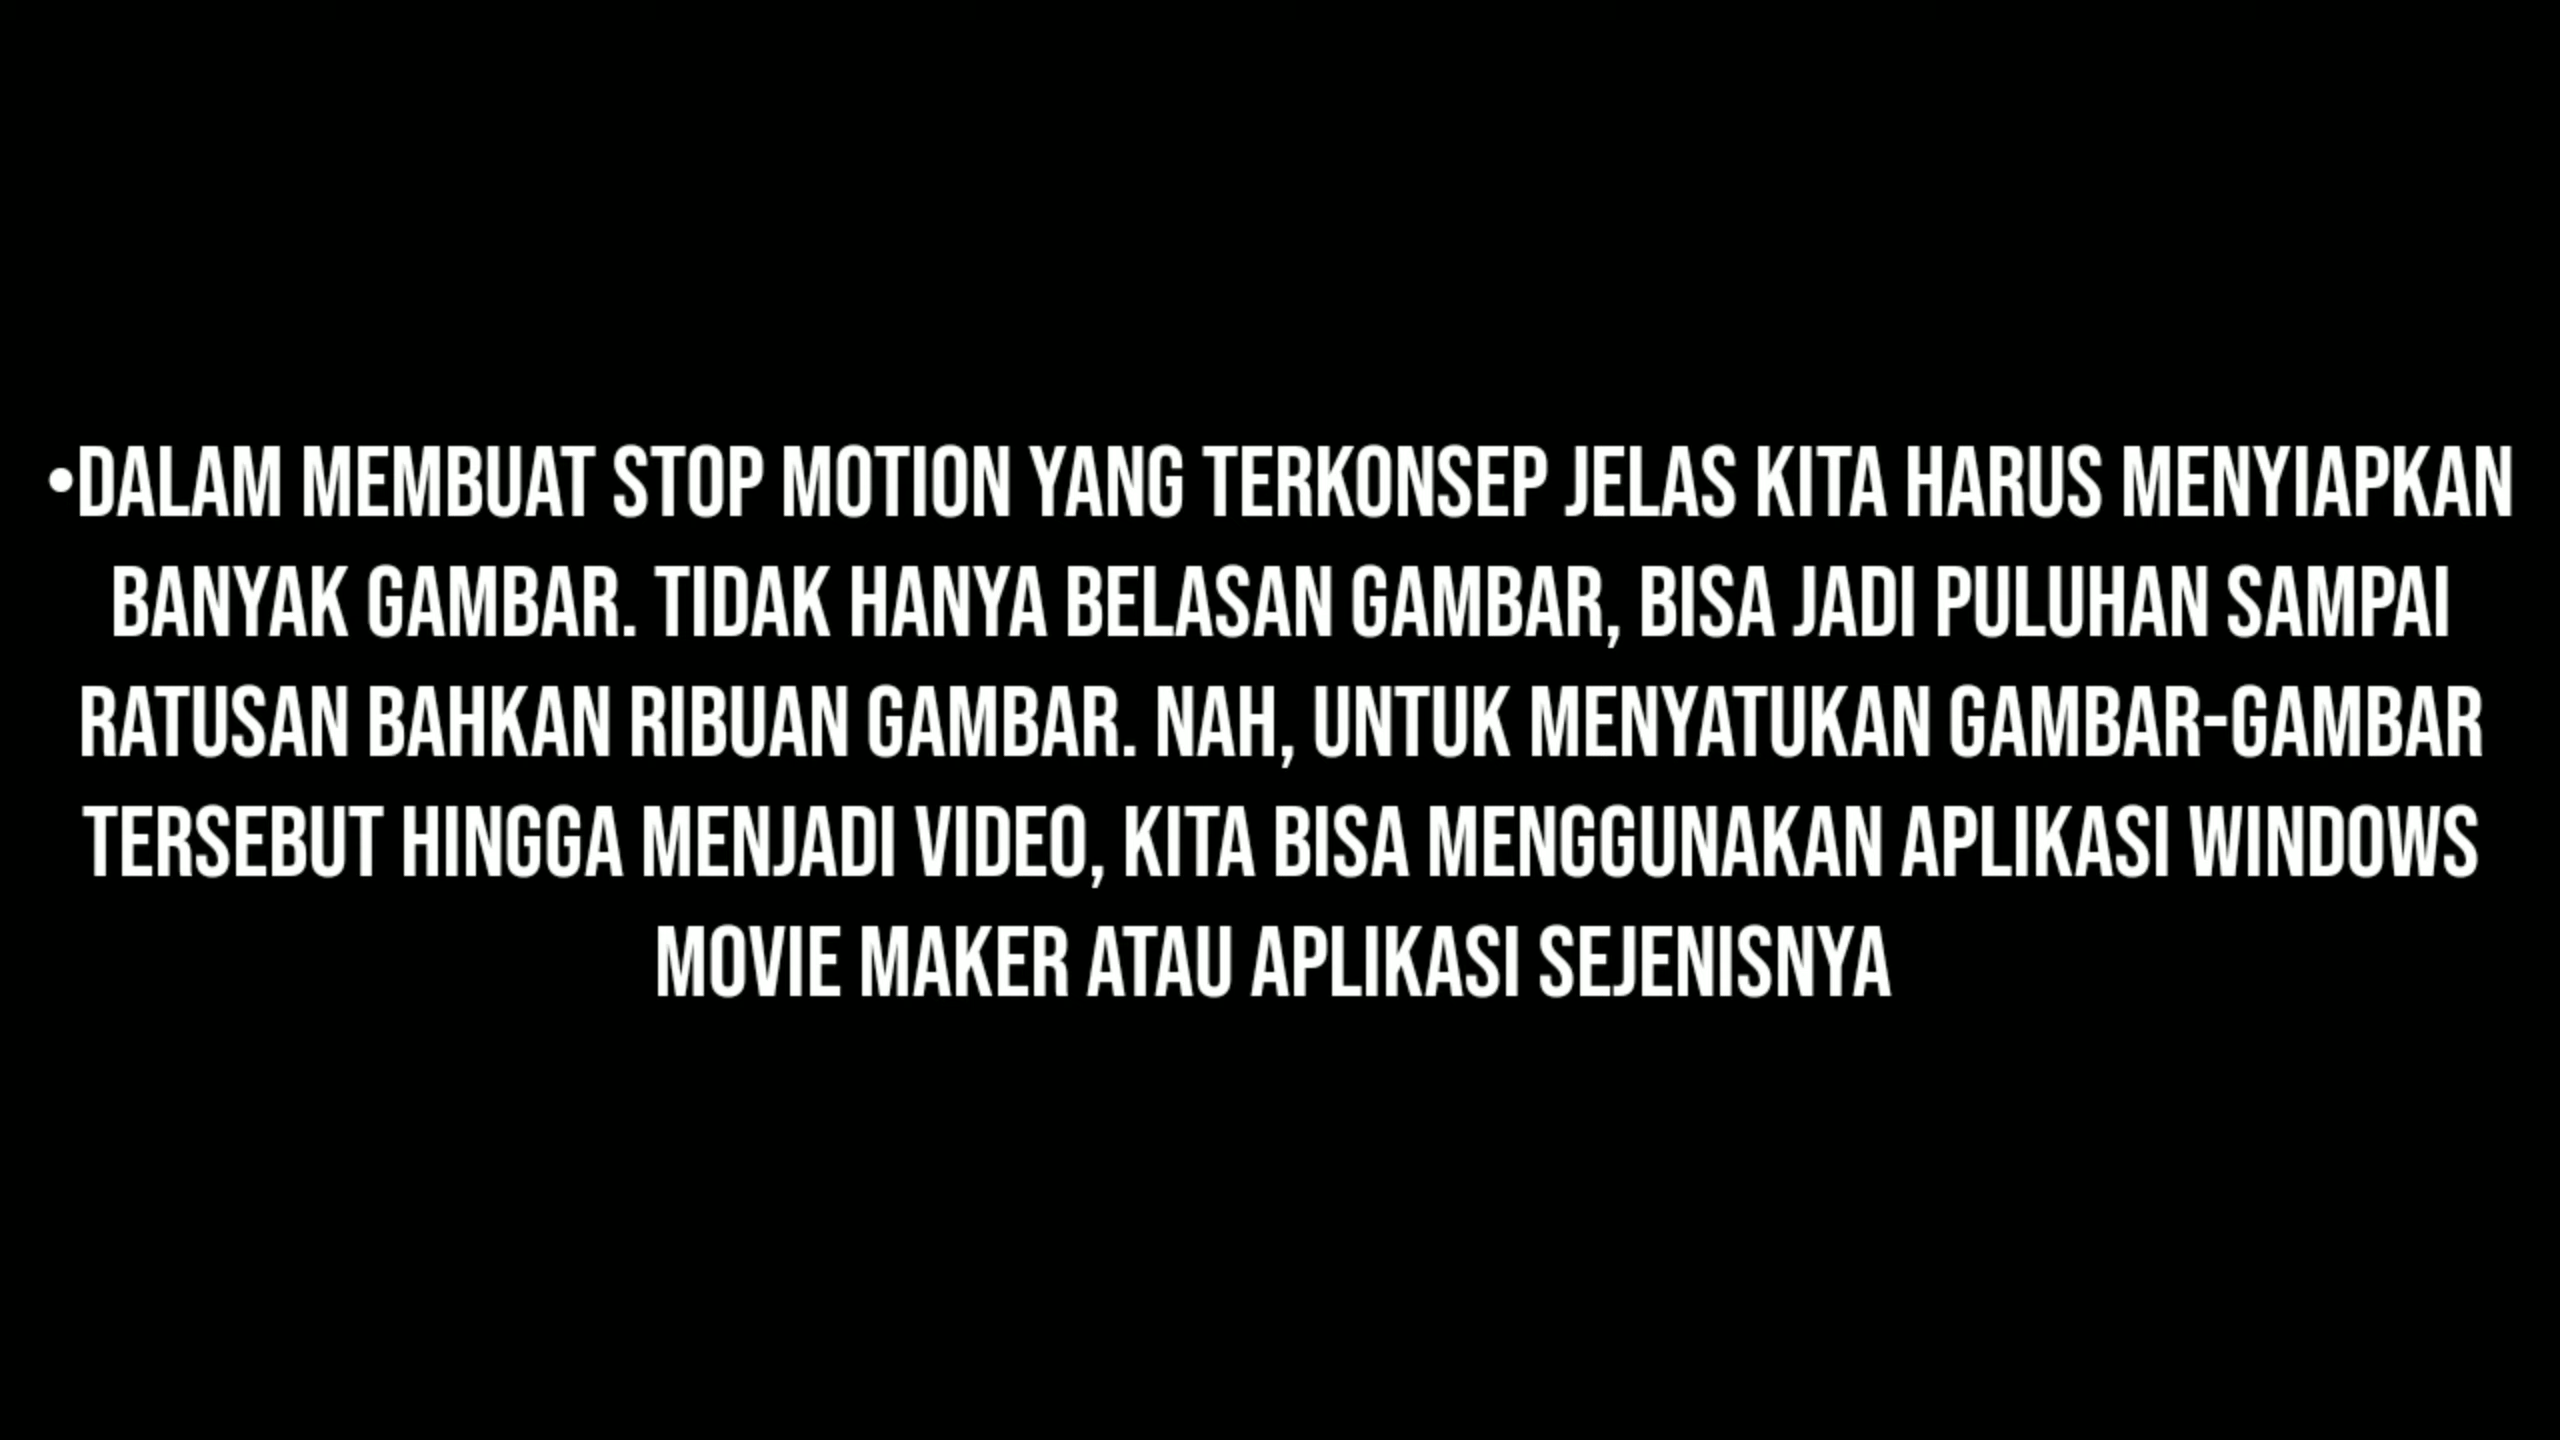 •DALAM MEMBUAT STOP MOTION YANG TERKONSEP JELAS KITA HARUS MENYIAPKAN
BANYAK GAMBAR. TIDAK HANYA BELASAN GAMBAR, BISA JADI PULUHAN SAMPAI
RATUSAN BAHKAN RIBUAN GAMBAR. NAH, UNTUK MENYATUKAN GAMBAR-GAMBAR
TERSEBUT HINGGA MENJADI VIDEO, KITA BISA MENGGUNAKAN APLIKASI WINDOWS
MOVIE MAKER ATAU APLIKASI SEJENISNYA